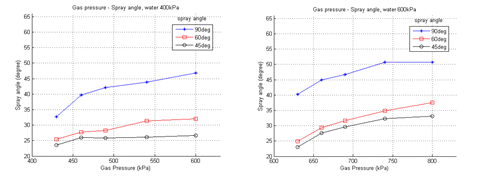 Gas pressure - Spray angle, water 400kPa
65
60
55
50
45
40
35
30
25
20
Spray angle (degree)
spray angle
90deg
60deg
45deg
400
450
500
550
600
Gas Pressure (kPa)
Gas pressure - Spray angle, water 600kPa
65
60
55
50
45
40
35
30
25
20
Spray angle (degree)
spray angle
90deg
60deg
45deg
600
650
700
750
800
Gas Pressure (kPa)